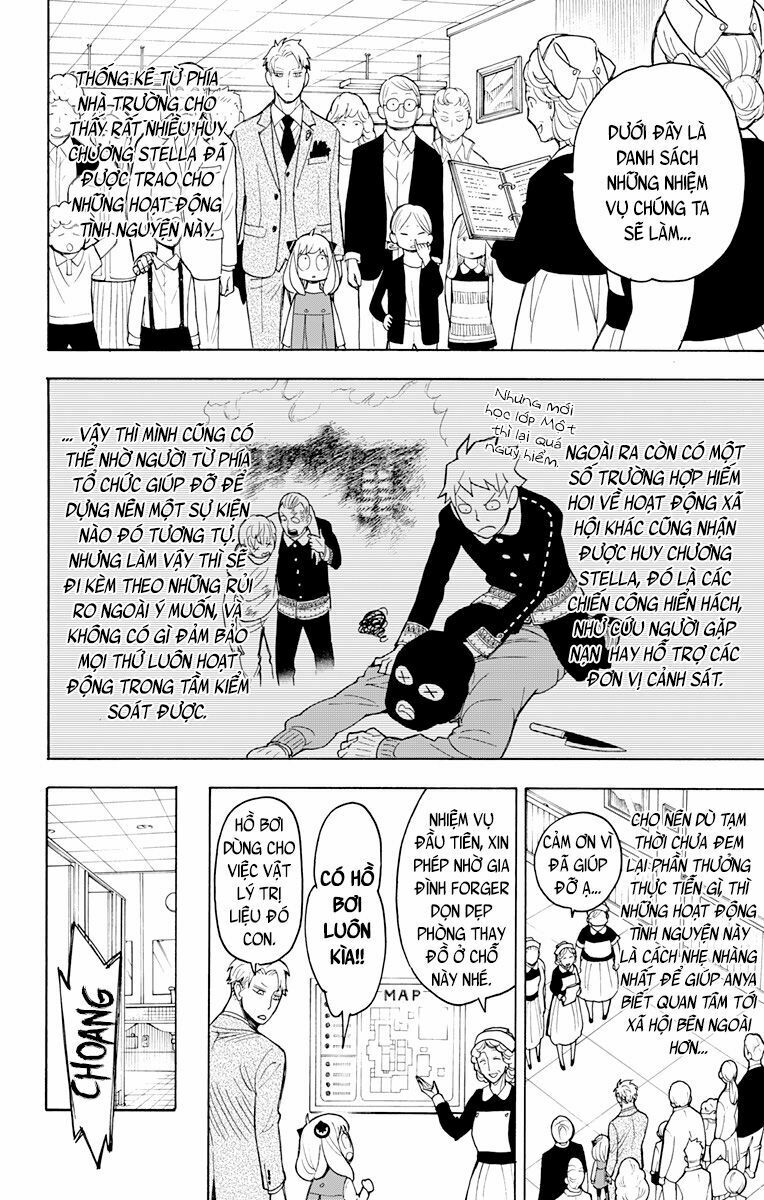 DƯỚI ĐÂY LÀ
DANH SÁCH
NHỮNG NHIỆM
VỤ CHÚNG TA
SẼ LÀM...
THỐNG KÊ TỪ PHÍA
NHÀ TRƯỜNG CHO
THẤY RẤT NHIỀU HUY
CHƯƠNG STELLA ĐÃ
ĐƯỢC TRAO CHO
NHỮNG HOẠT ĐỘNG
TÌNH NGUYỆN NÀY.
NGOÀI RA CÒN CÓ MỘT
SỐ TRƯỜNG HỢP HIẾM
HOI VỀ HOẠT ĐỘNG XÃ
HỘI KHÁC CŨNG NHẬN
ĐƯỢC HUY CHƯƠNG
STELLA, ĐÓ LÀ CÁC
CHIẾN CÔNG HIỂN HÁCH,
NHƯ CỨU NGƯỜI GẶP
NẠN HAY HỖ TRỢ CÁC
ĐƠN VỊ CẢNH SÁT.
Nhưng mới
học lớp Một
thì lại quá
nguy hiểm.
... VẬY THÌ MÌNH CŨNG CÓ
THỂ NHỜ NGƯỜI TỪ PHÍA
TỔ CHỨC GIÚP ĐỠ ĐỂ
DỰNG NÊN MỘT SỰ KIỆN
NÀO ĐÓ TƯƠNG TỰ.
NHƯNG LÀM VẬY THÌ SẼ
ĐI KÈM THEO NHỮNG RỦI
RO NGOÀI Ý MUỐN, VÀ
KHÔNG CÓ GÌ ĐẢM BẢO
MỌI THỨ LUÔN HOẠT
ĐỘNG TRONG TẦM KIỂM
SOÁT ĐƯỢC.
CHO NÊN DÙ TẠM
THỜI CHƯA ĐEM
LẠI PHẦN THƯỞNG
THỰC TIỄN GÌ, THÌ
NHỮNG HOẠT ĐỘNG
TÌNH NGUYỆN NÀY
LÀ CÁCH NHẸ NHÀNG
NHẤT ĐỂ GIÚP ANYA
BIẾT QUAN TÂM TỚI
XÃ HỘI BÊN NGOÀI
HƠN...
CẢM ƠN VÌ
ĐÃ GIÚP
ĐỠ Ạ...
NHIỆM VỤ
ĐẦU TIÊN, XIN
PHÉP NHỜ GIA
ĐÌNH FORGER
DỌN DẸP
PHÒNG THAY
ĐỒ Ở CHỖ
NÀY NHÉ.
CÓ HỒ
BƠI
LUÔN
KÌA!!
HỒ BƠI
DÙNG CHO
VIỆC VẬT
LÝ TRỊ
LIỆU ĐÓ
CON.
MAP
CHOANG